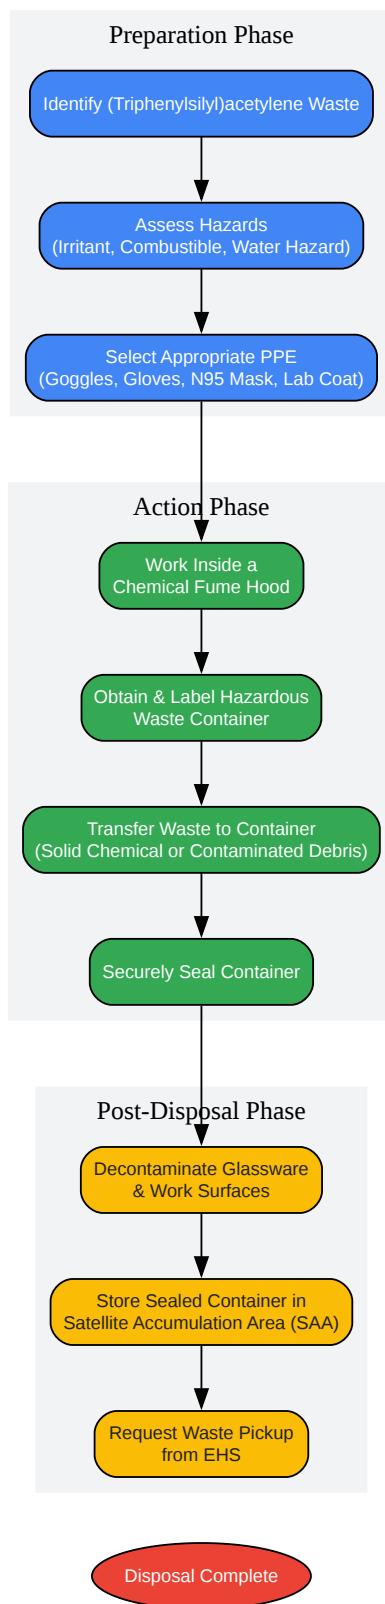 Preparation Phase
Identify (Triphenylsilyl)acetylene Waste
Assess Hazards
(Irritant, Combustible, Water Hazard)
Select Appropriate PPE
(Goggles, Gloves, N95 Mask, Lab Coat)
Action Phase
Work Inside a
Chemical Fume Hood
Obtain & Label Hazardous
Waste Container
Transfer Waste to Container
(Solid Chemical or Contaminated Debris)
Securely Seal Container
Post-Disposal Phase
Decontaminate Glassware
& Work Surfaces
Store Sealed Container in
Satellite Accumulation Area (SAA)
Request Waste Pickup
from EHS
Disposal Complete